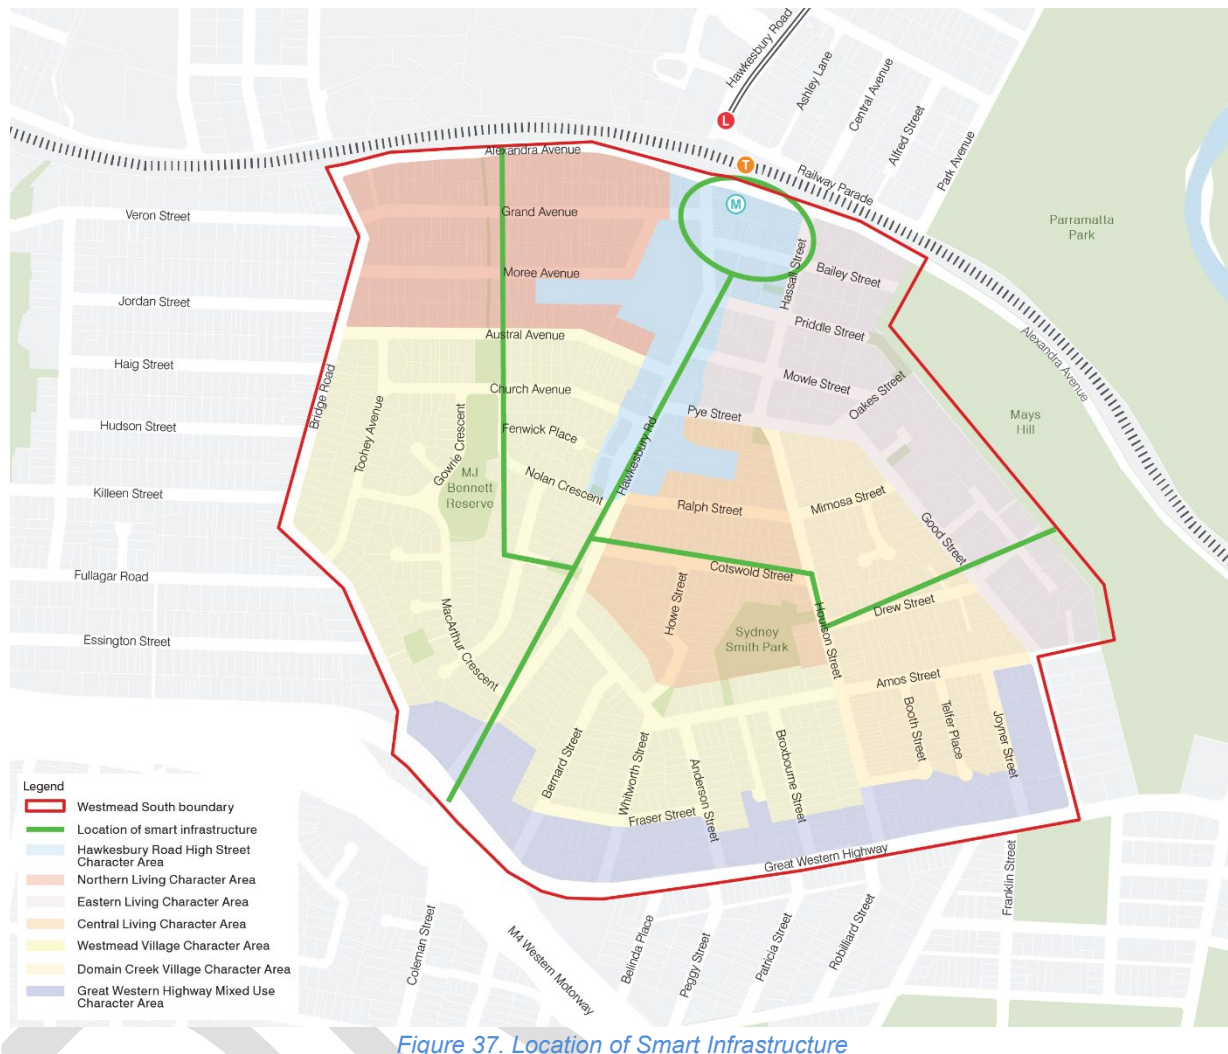 Hawkesbury Road
Ashley Lane
Central Avenue
Alfred Street
Park Avenue
L
T
Railway Parade
Alexandra Avenue
M
Veron Street
Grand Avenue
Parramatta
Park
Moree Avenue
Hassall Street
Bailey Street
Jordan Street
Priddle Street
Alexandra Avenue
Austral Avenue
Haig Street
Mowle Street
Church Avenue
Oakes Street
Bridge Road
Toohey Avenue
Gowrie Crescent
Pye Street
Mays
Hill
Hudson Street
Fenwick Place
Hawkesbury Rd
MJ
Bennett
Reserve
Nolan Crescent
Killeen Street
Ralph Street
Mimosa Street
Good Street
Fullagar Road
Cotswold Street
Howe Street
Houison Street
Drew Street
MacArthur Crescent
Essington Street
Sydney
Smith Park
Amos Street
Booth Street
Telfer Place
Joyner Street
Bernard Street
Whitworth Street
Anderson Street
Broxbourne Street
Fraser Street
Great Western Highway
Franklin Street
Coleman Street
M4 Western Motorway
Belinda Place
Peggy Street
Patricia Street
Robilliard Street
Legend
Westmead South boundary
Location of smart infrastructure
Hawkesbury Road High Street
Character Area
Northern Living Character Area
Eastern Living Character Area
Central Living Character Area
Westmead Village Character Area
Domain Creek Village Character Area
Great Western Highway Mixed Use
Character Area
Figure 37. Location of Smart Infrastructure